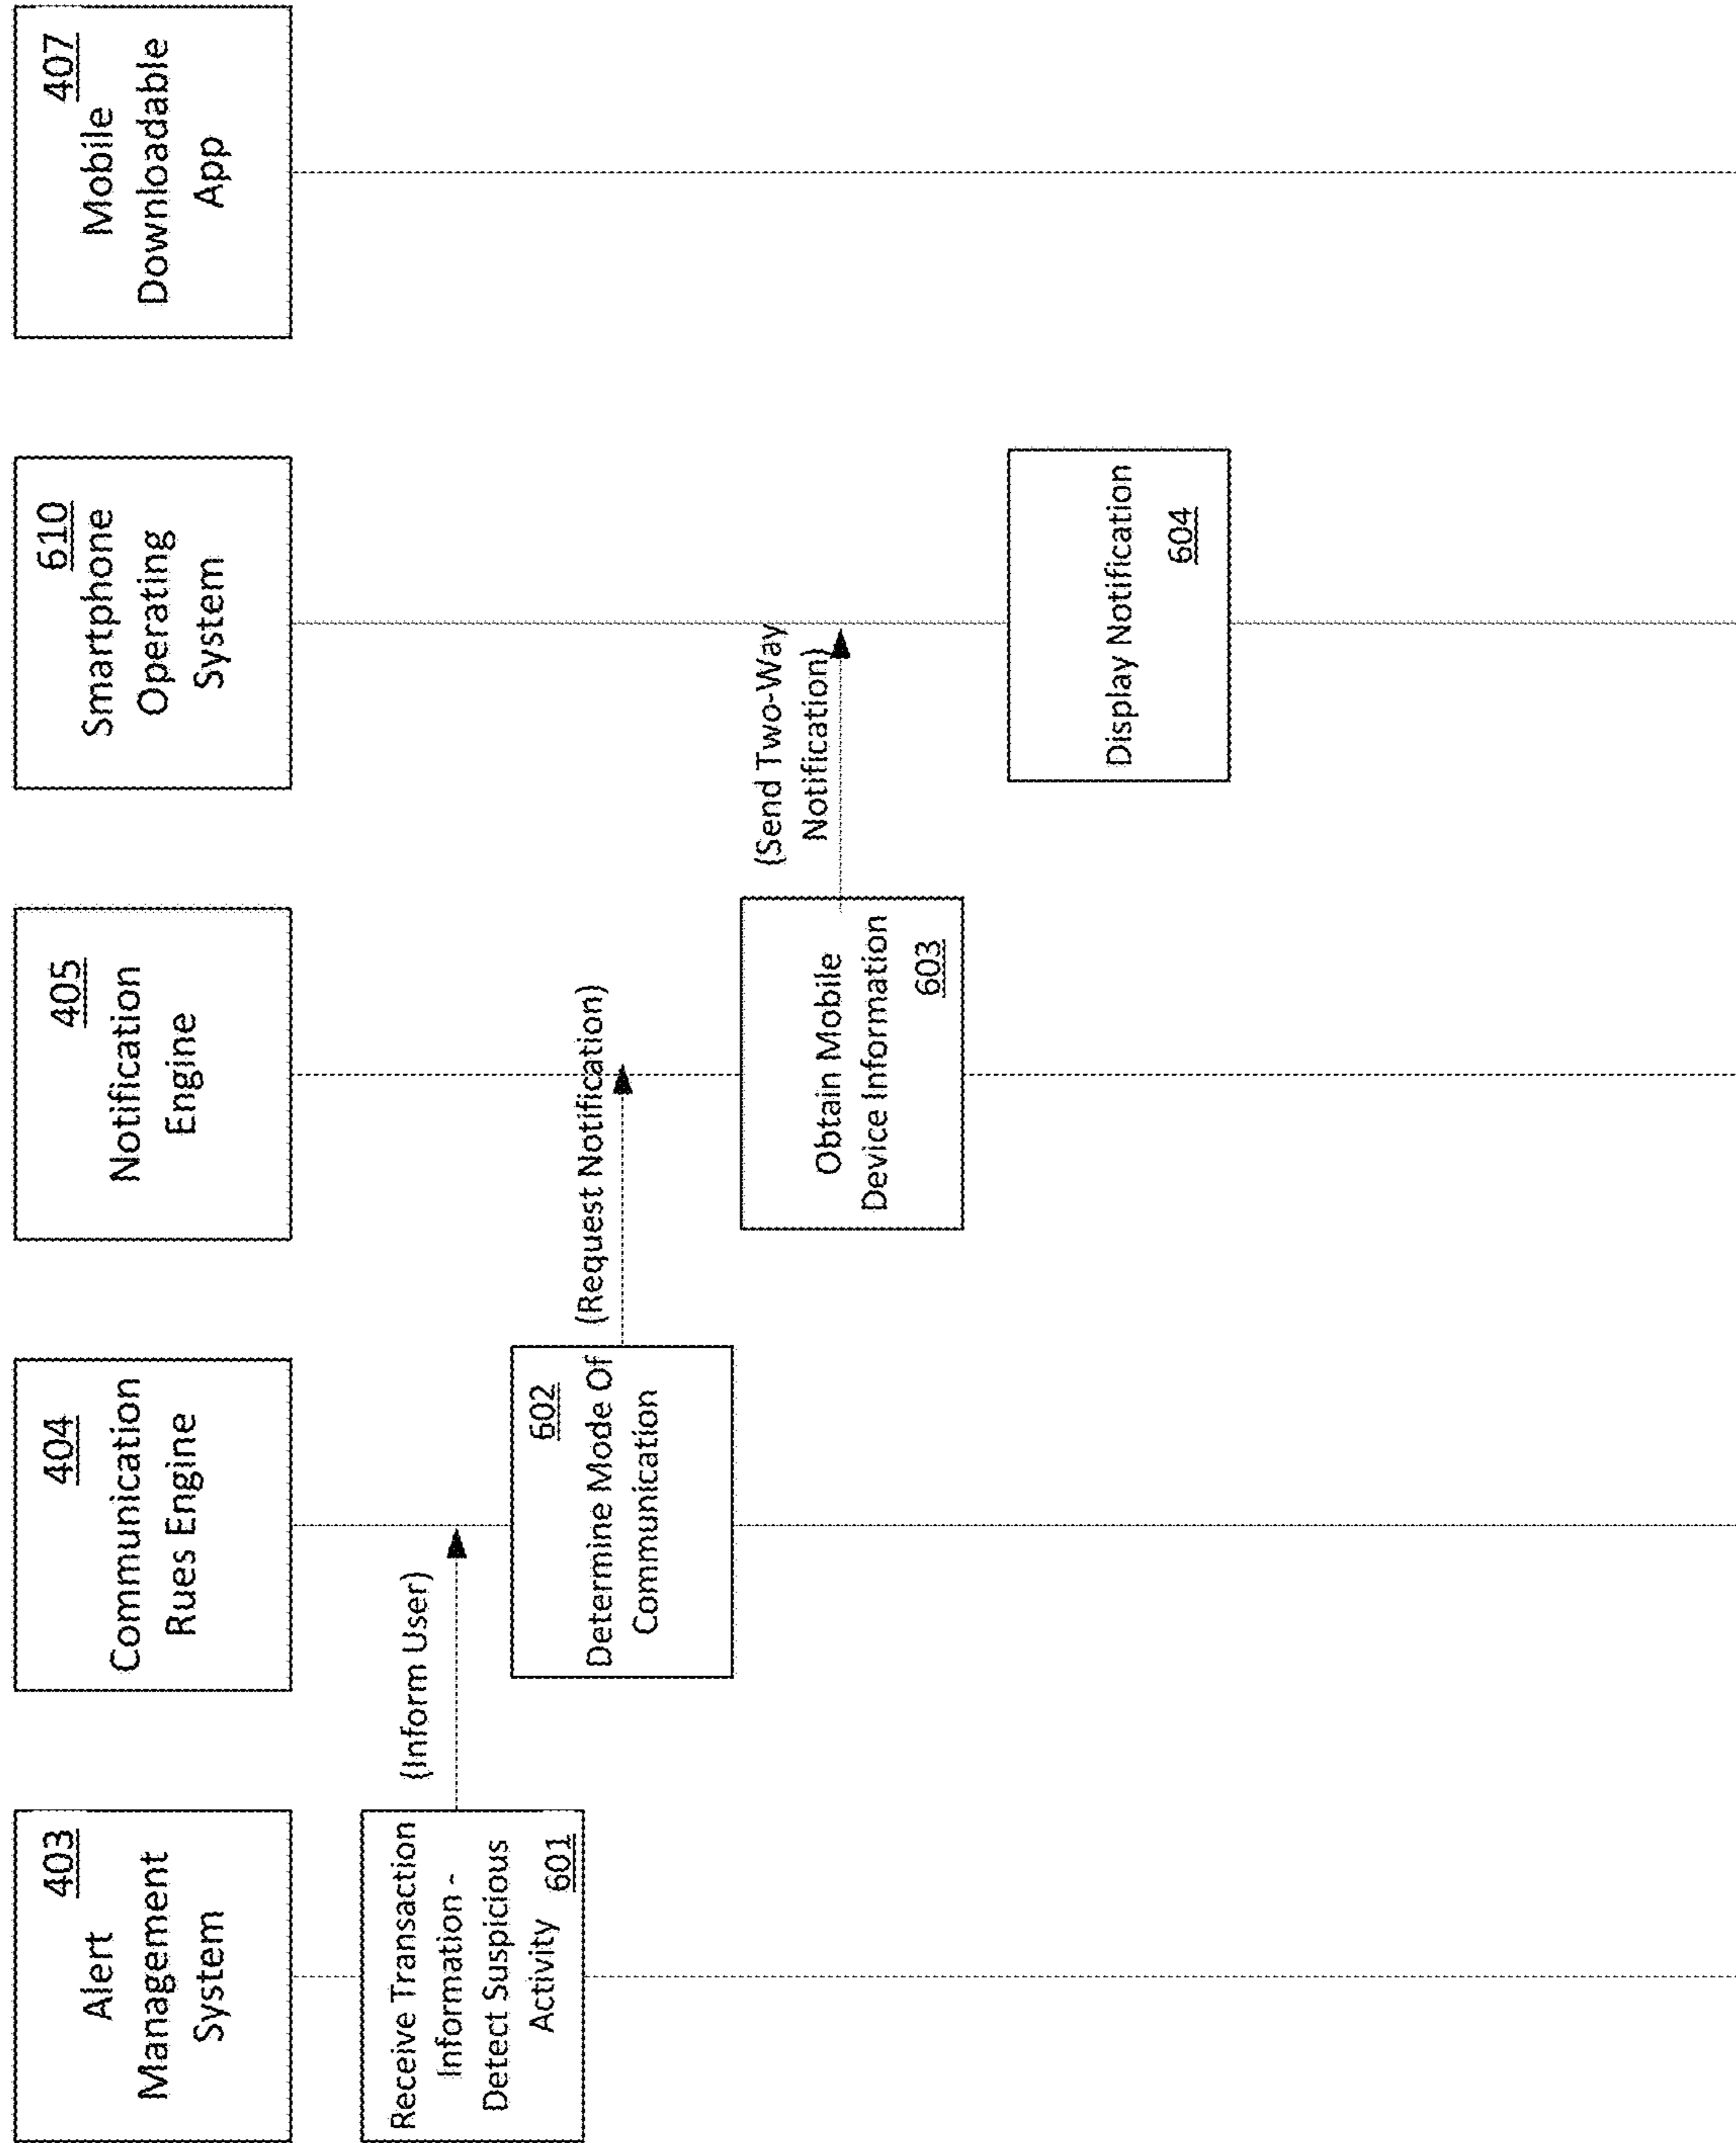 403
Alert
Management
System
404
Communication
Rues Engine
405
Notification
Engine
610
Smartphone
Operating
System
407
Mobile
Downloadable
App
Receive Transaction
Information -
Detect Suspicious
Activity 601
(Inform User)
602
Determine Mode Of
Communication
(Request Notification)
Obtain Mobile
Device Information
603
(Send Two-Way
Notification)
Display Notification
604